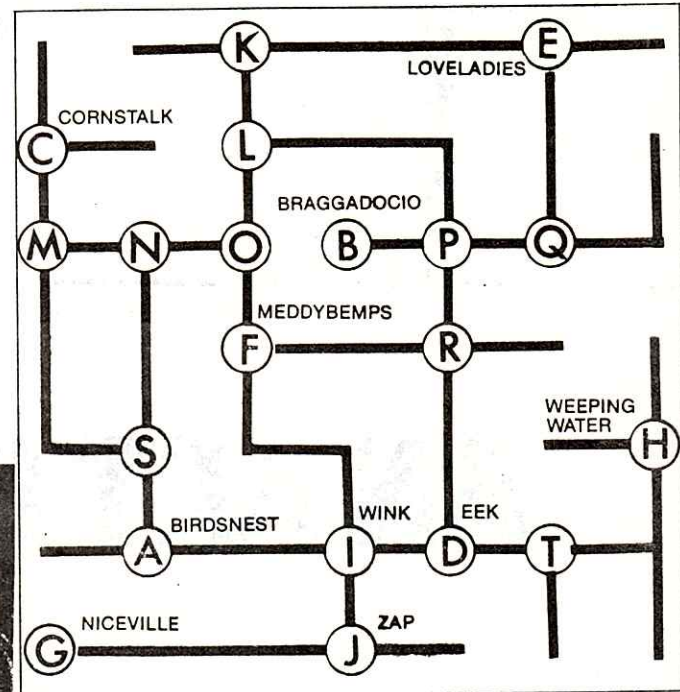 K
E
LOVELADIES
CORNSTALK
C
L
BRAGGADOCIO
M
N
O
B
P
Q
MEDDYBEMPS
F
R
WEEPING
WATER
H
S
BIRDSNEST
WINK
EEK
A
I
D
T
NICEVILLE
ZAP
G
J